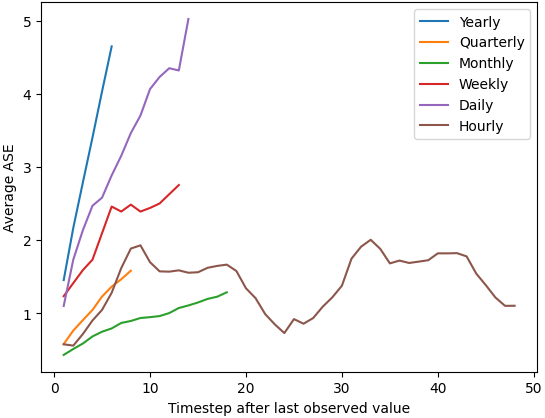 Yearly
Quarterly
Monthly
Weekly
Daily
Hourly
5
4
3
2
1
Average ASE
0 10 20 30 40 50
Timestep after last observed value